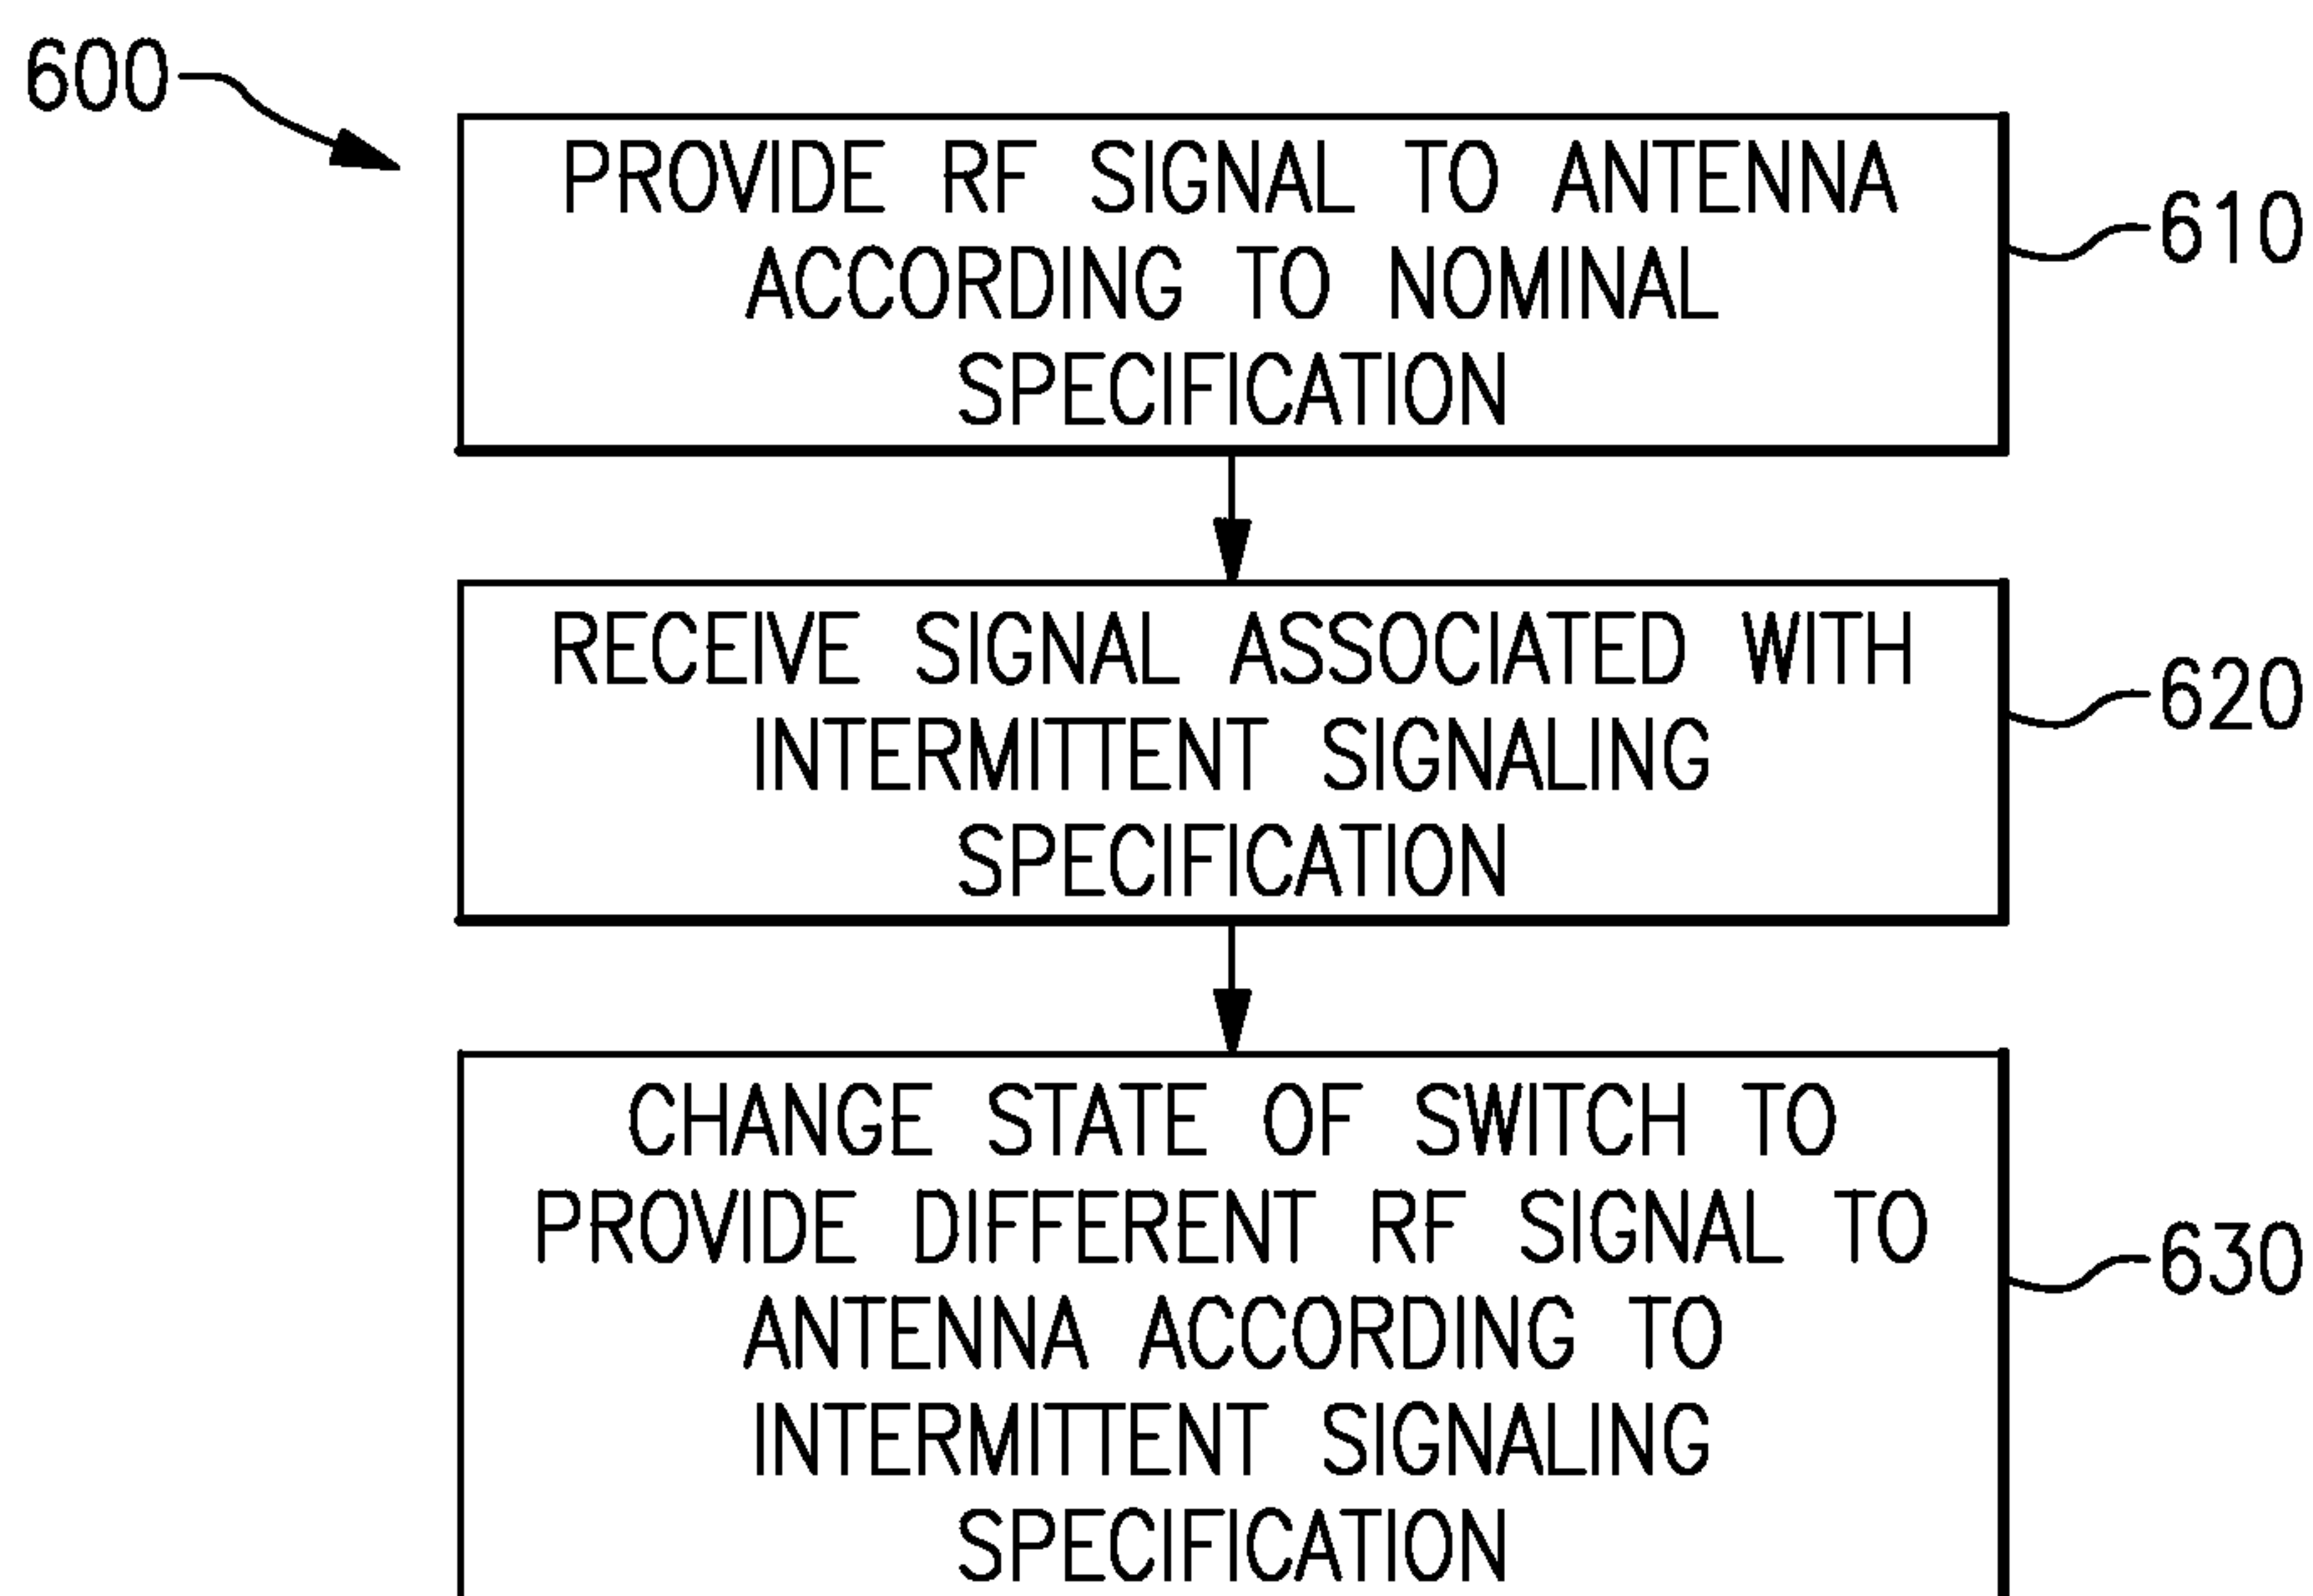 600
PROVIDE RF SIGNAL TO ANTENNA
ACCORDING TO NOMINAL
SPECIFICATION
610
RECEIVE SIGNAL ASSOCIATED WITH
INTERMITTENT SIGNALING
SPECIFICATION
620
CHANGE STATE OF SWITCH TO
PROVIDE DIFFERENT RF SIGNAL TO
ANTENNA ACCORDING TO
INTERMITTENT SIGNALING
SPECIFICATION
630